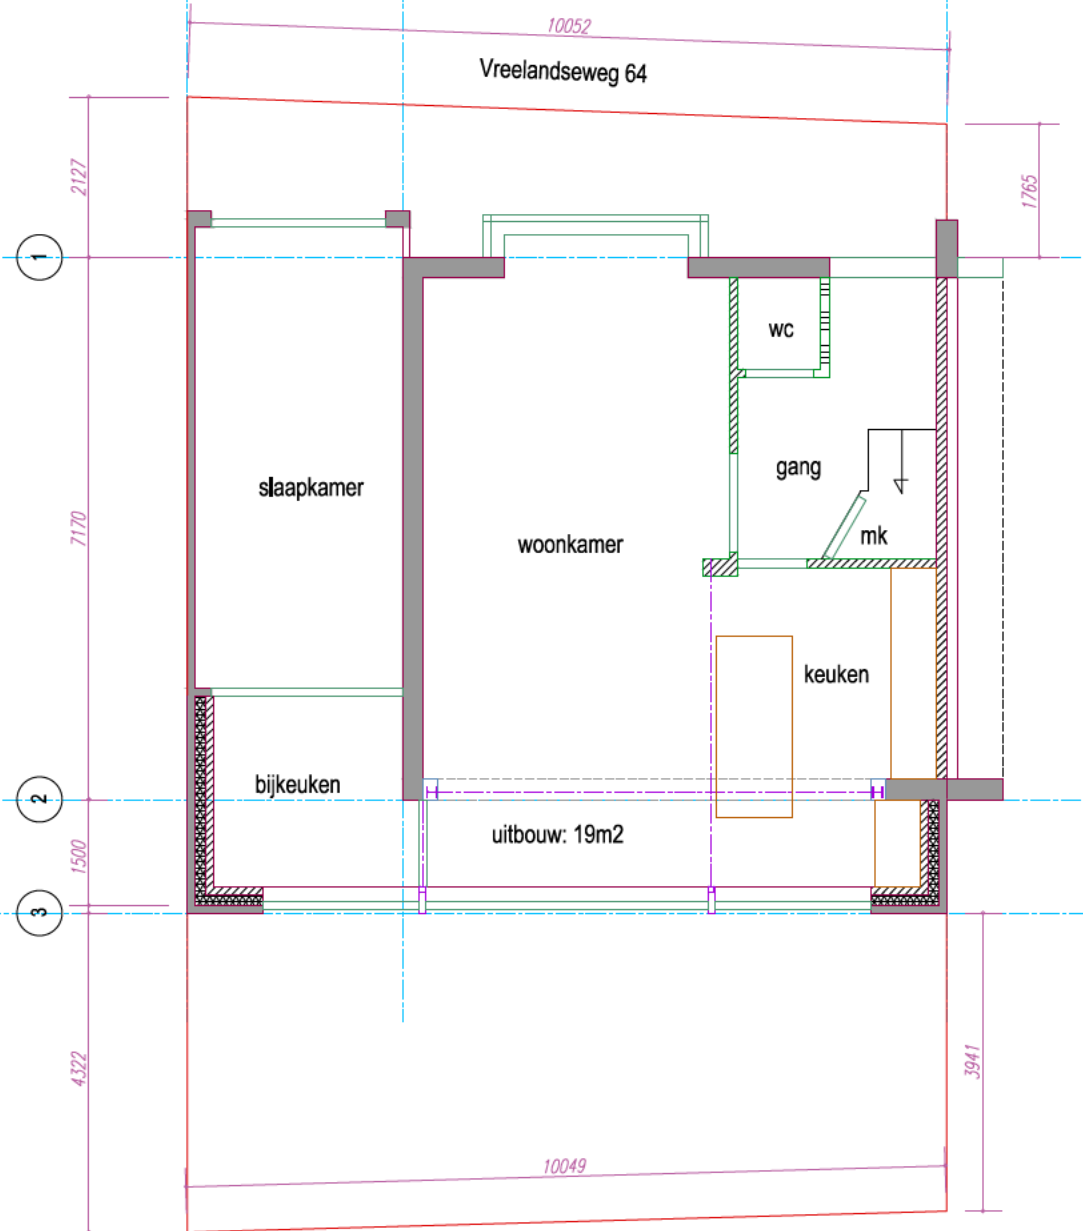 10052
Vreelandseweg 64
2127
1765
1
wc
gang
slaapkamer
7170
woonkamer
mk
keuken
bijkeuken
2
uitbouw: 19m2
1500
3
4322
3941
10049